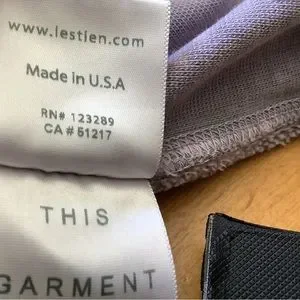 www.lestien.com
Made in U.S.A
RN# 123289
CA # 51217
THIS
GARMENT